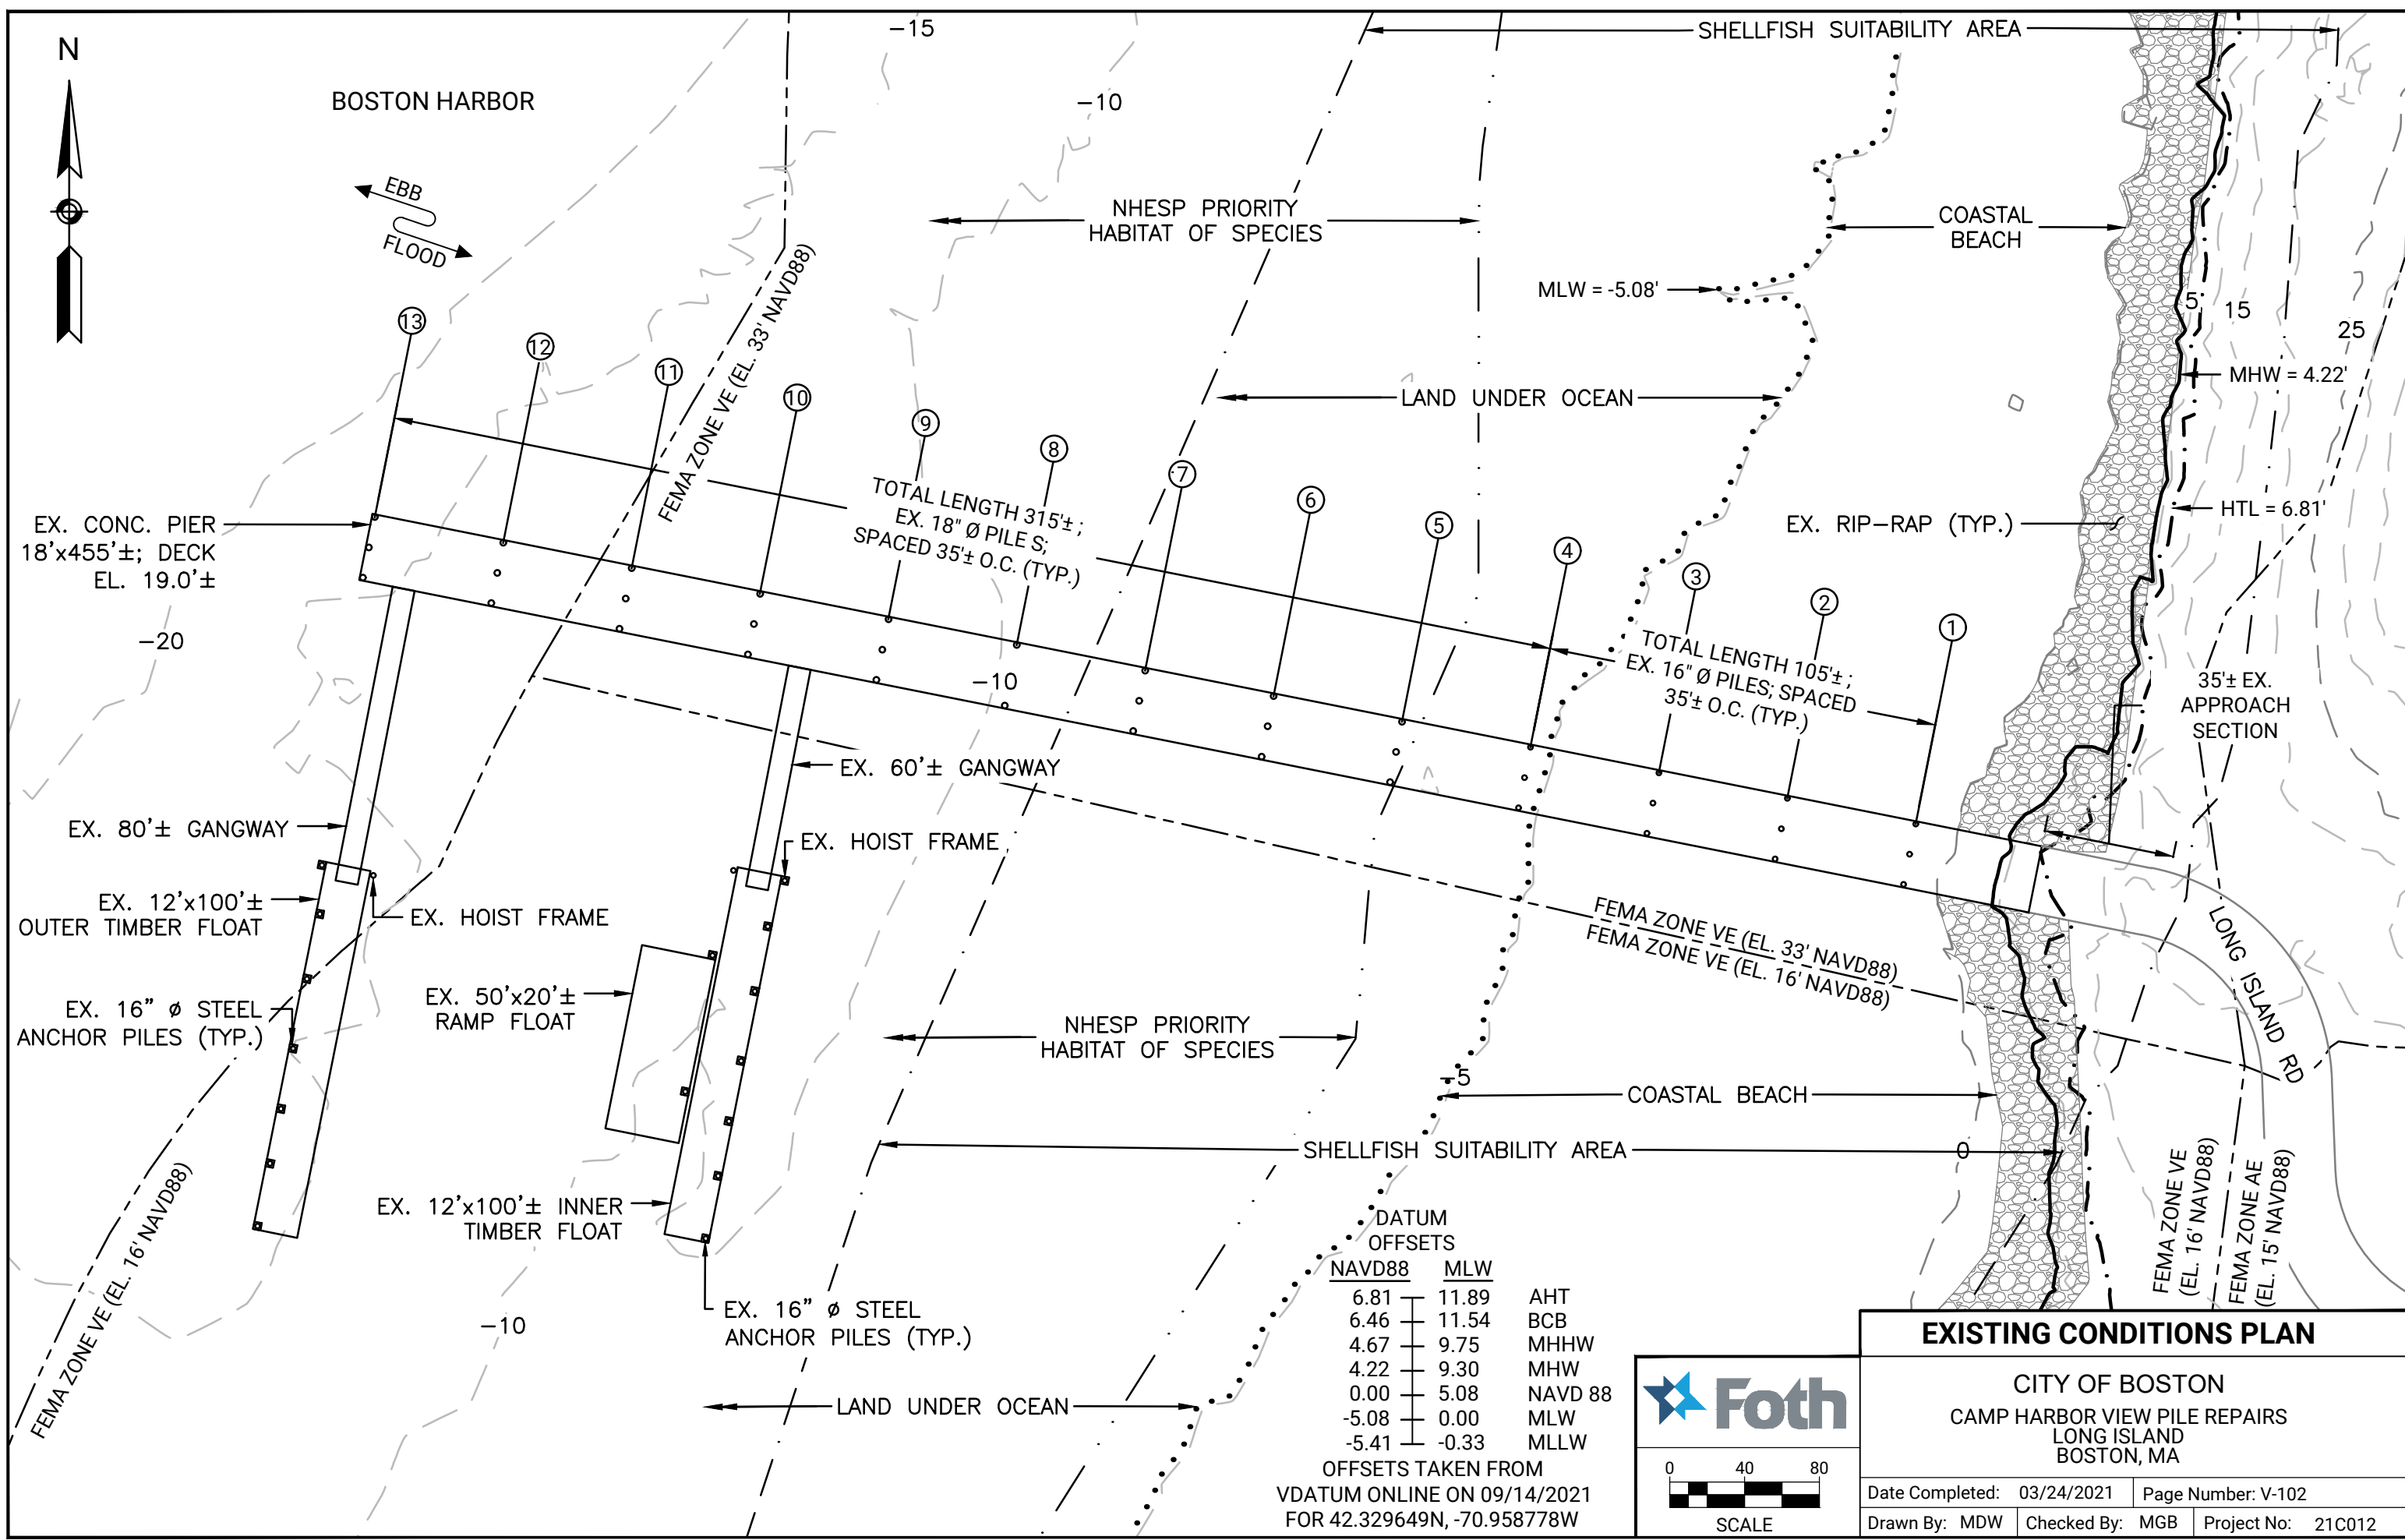 SHELLFISH SUITABILITY AREA
-15
N
BOSTON HARBOR
-10
EBB
FLOOD
NHESP PRIORITY
HABITAT OF SPECIES
COASTAL
BEACH
MLW = -5.08'
5
15
25
13
12
11
10
9
8
7
6
5
4
3
2
1
FEMA ZONE VE (EL. 33' NAVD88)
MHW = 4.22'
LAND UNDER OCEAN
TOTAL LENGTH 315'± ;
EX. 18" Ø PILE S;
SPACED 35'± O.C. (TYP.)
EX. CONC. PIER
18'x455'±; DECK
EL. 19.0'±
HTL = 6.81'
EX. RIP-RAP (TYP.)
-20
TOTAL LENGTH 105'± ;
EX. 16" Ø PILES; SPACED
35'± O.C. (TYP.)
-10
35'± EX.
APPROACH
SECTION
EX. 60'± GANGWAY
EX. 80'± GANGWAY
EX. HOIST FRAME
EX. 12'x100'±
OUTER TIMBER FLOAT
EX. HOIST FRAME
FEMA ZONE VE (EL. 33' NAVD88)
FEMA ZONE VE (EL. 16' NAVD88)
LONG ISLAND RD
EX. 16" ø STEEL
ANCHOR PILES (TYP.)
EX. 50'x20'±
RAMP FLOAT
NHESP PRIORITY
HABITAT OF SPECIES
-5
COASTAL BEACH
SHELLFISH SUITABILITY AREA
0
EX. 12'x100'± INNER
TIMBER FLOAT
FEMA ZONE VE (EL. 16' NAVD88)
FEMA ZONE VE
(EL. 16' NAVD88)
FEMA ZONE AE
(EL. 15' NAVD88)
-10
EX. 16" ø STEEL
ANCHOR PILES (TYP.)
LAND UNDER OCEAN
DATUM
OFFSETS
NAVD88 MLW
6.81 11.89 AHT
6.46 11.54 BCB
4.67 9.75 MHHW
4.22 9.30 MHW
0.00 5.08 NAVD 88
-5.08 0.00 MLW
-5.41 -0.33 MLLW
OFFSETS TAKEN FROM
VDATUM ONLINE ON 09/14/2021
FOR 42.329649N, -70.958778W
Foth
0 40 80
SCALE
EXISTING CONDITIONS PLAN
CITY OF BOSTON
CAMP HARBOR VIEW PILE REPAIRS
LONG ISLAND
BOSTON, MA
Date Completed: 03/24/2021 Page Number: V-102
Drawn By: MDW Checked By: MGB Project No: 21C012